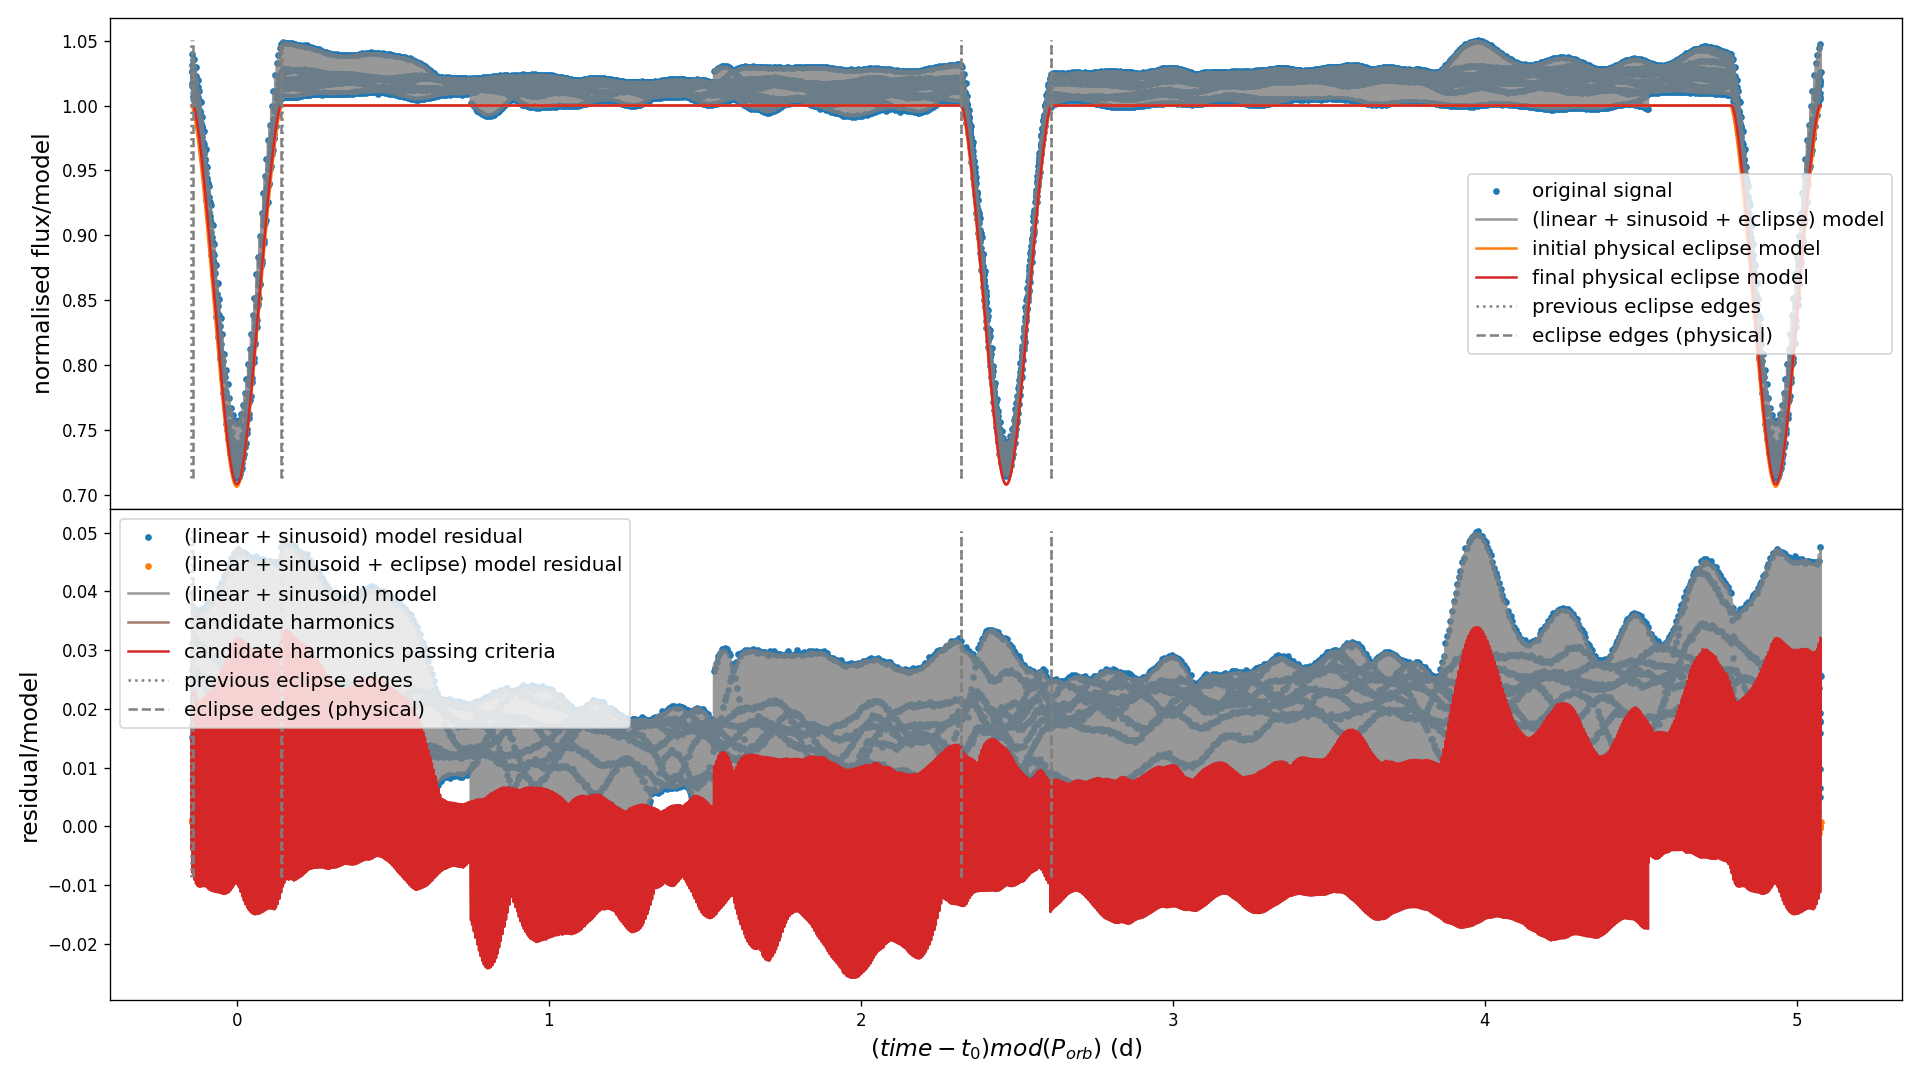 1.05
1.00
0.95
0.90
0.85
0.80
0.75
0.70
normalised flux/model
original signal
(linear + sinusoid + eclipse) model
initial physical eclipse model
final physical eclipse model
previous eclipse edges
eclipse edges (physical)
0.05
0.04
0.03
0.02
0.01
0.00
−0.01
−0.02
residual/model
(linear + sinusoid) model residual
(linear + sinusoid + eclipse) model residual
(linear + sinusoid) model
candidate harmonics
candidate harmonics passing criteria
previous eclipse edges
eclipse edges (physical)
0 1 2 3 4 5
(time − t₀)mod(Pₒᵣb) (d)